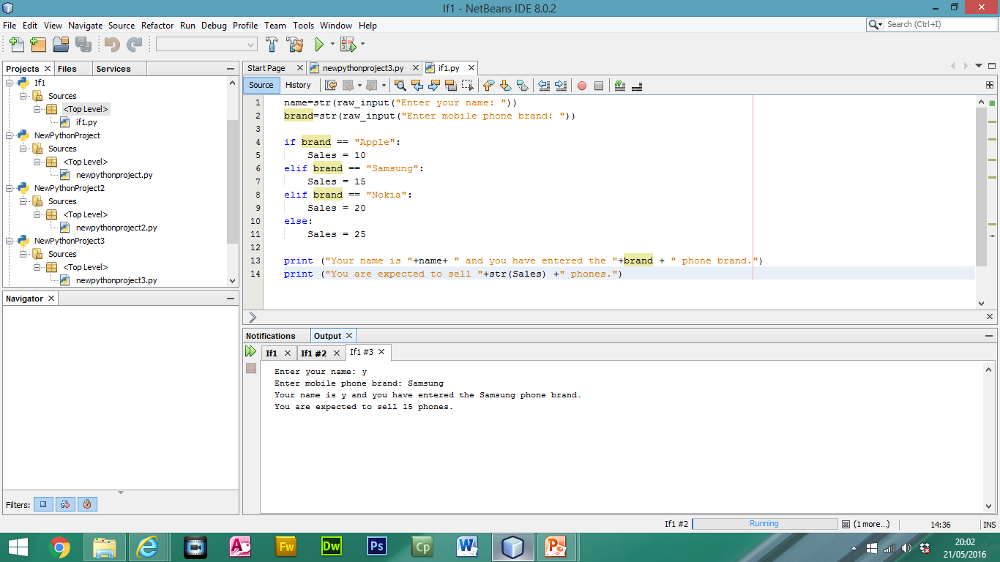 If1 - NetBeans IDE 8.0.2
File Edit View Navigate Source Refactor Run Debug Profile Team Tools Window Help
Search (Ctrl+I)
Projects Files Services
If1
Sources
<Top Level>
if1.py
NewPythonProject
Sources
<Top Level>
newpythonproject.py
NewPythonProject2
Sources
<Top Level>
newpythonproject2.py
NewPythonProject3
Sources
<Top Level>
newpythonproject3.py
Navigator
Filters:
Start Page newpythonproject3.py if1.py
Source History
1 name=str(raw_input("Enter your name: "))
2 brand=str(raw_input("Enter mobile phone brand: "))
3
4 if brand == "Apple":
5 Sales = 10
6 elif brand == "Samsung":
7 Sales = 15
8 elif brand == "Nokia":
9 Sales = 20
10 else:
11 Sales = 25
12
13 print ("Your name is "+name+ " and you have entered the "+brand + " phone brand.")
14 print ("You are expected to sell "+str(Sales) +" phones.")
Notifications Output
If1 If1 #2 If1 #3
Enter your name: y
Enter mobile phone brand: Samsung
Your name is y and you have entered the Samsung phone brand.
You are expected to sell 15 phones.
If1 #2 Running (1 more...) 14:36 INS
A Fw Dw Ps Cp W P
20:02
21/05/2016